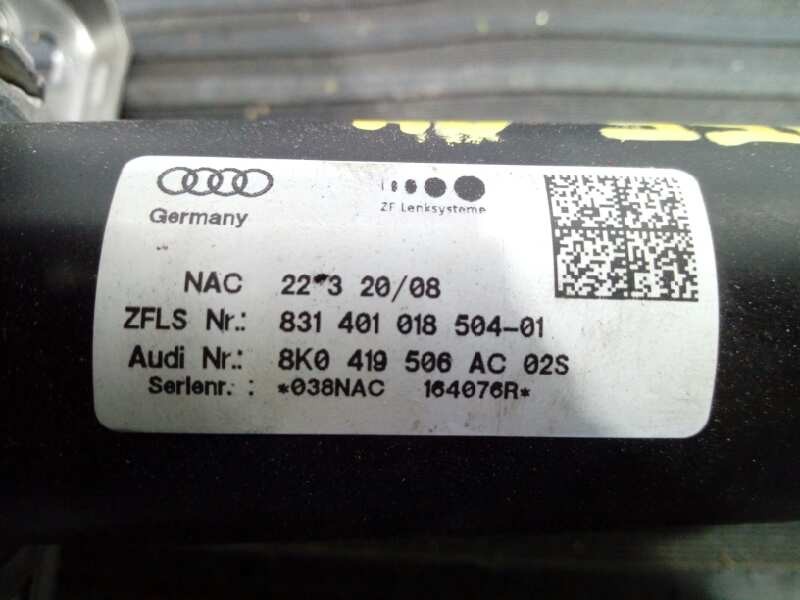 Germany
ZF Lenksysteme
NAC 20/08
ZFLS Nr.: 831 401 018 504-01
Audi Nr.: 8K0 419 506 AC 02S
Serienr. : *038NAC 164076R*